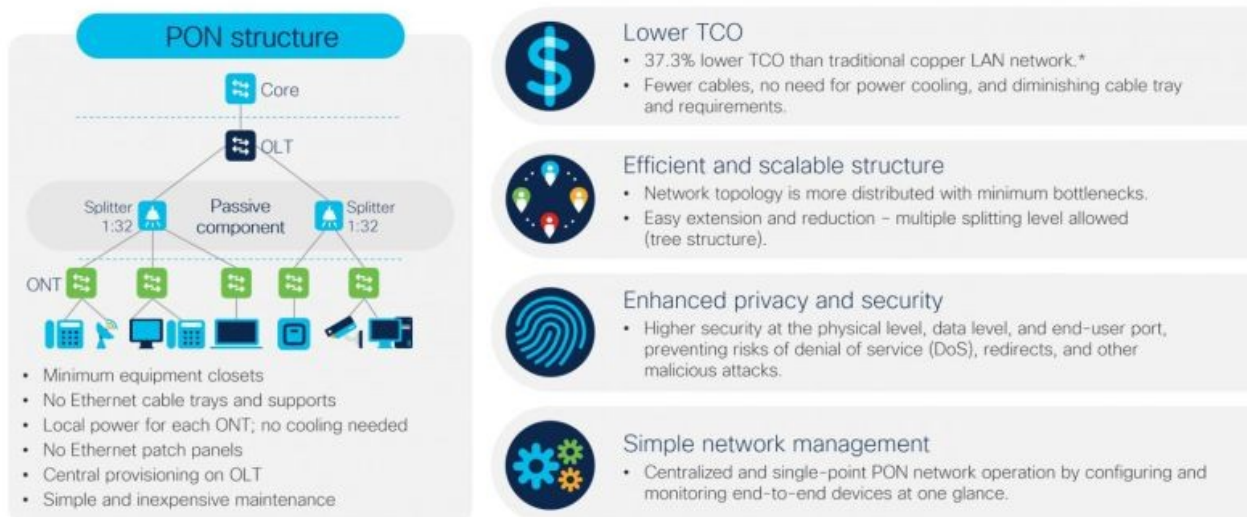 PON structure
Core
OLT
Splitter
1:32
Passive
component
Splitter
1:32
ONT
• Minimum equipment closets
• No Ethernet cable trays and supports
• Local power for each ONT; no cooling needed
• No Ethernet patch panels
• Central provisioning on OLT
• Simple and inexpensive maintenance
Lower TCO
• 37.3% lower TCO than traditional copper LAN network.*
• Fewer cables, no need for power cooling, and diminishing cable tray
and requirements.
Efficient and scalable structure
• Network topology is more distributed with minimum bottlenecks.
• Easy extension and reduction – multiple splitting level allowed
(tree structure).
Enhanced privacy and security
• Higher security at the physical level, data level, and end-user port,
preventing risks of denial of service (DoS), redirects, and other
malicious attacks.
Simple network management
• Centralized and single-point PON network operation by configuring and
monitoring end-to-end devices at one glance.